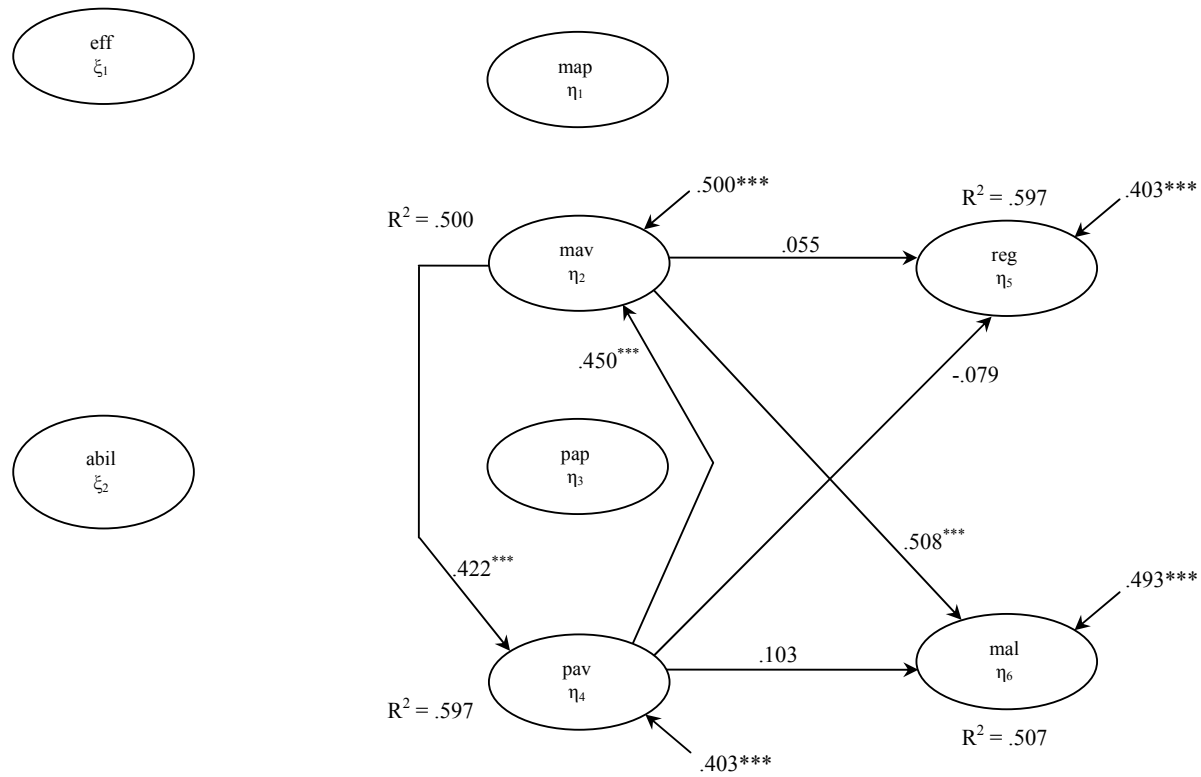 eff
ξ₁
map
η₁
.500***
.403***
R² = .597
R² = .500
mav
η₂
.055
reg
η₅
.450***
-.079
abil
ξ₂
pap
η₃
.508***
.422***
.493***
.103
mal
η₆
pav
η₄
R² = .597
R² = .507
.403***